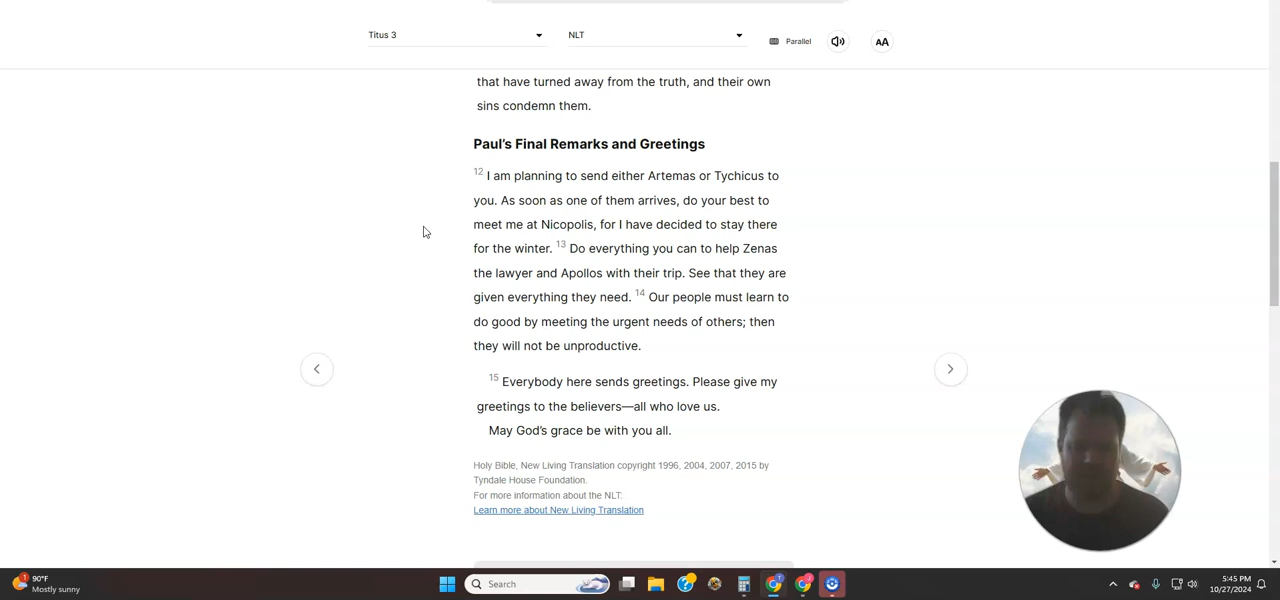 Titus 3
NLT
Parallel
AA
that have turned away from the truth, and their own
sins condemn them.
Paul’s Final Remarks and Greetings
12 I am planning to send either Artemas or Tychicus to
you. As soon as one of them arrives, do your best to
meet me at Nicopolis, for I have decided to stay there
for the winter. 13 Do everything you can to help Zenas
the lawyer and Apollos with their trip. See that they are
given everything they need. 14 Our people must learn to
do good by meeting the urgent needs of others; then
they will not be unproductive.
15 Everybody here sends greetings. Please give my
greetings to the believers—all who love us.
May God’s grace be with you all.
Holy Bible, New Living Translation copyright 1996, 2004, 2007, 2015 by
Tyndale House Foundation.
For more information about the NLT:
Learn more about New Living Translation
1
90°F
Mostly sunny
Search
5:45 PM
10/27/2024